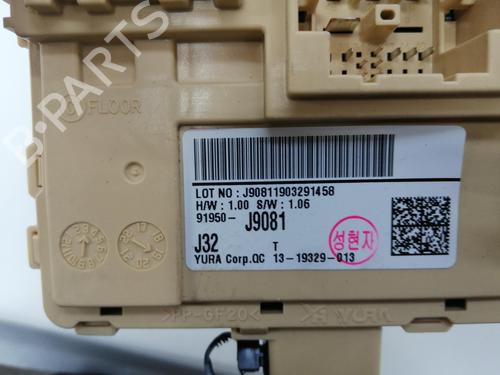 B-PARTS
FLOOR
LOT NO : J90811903291458
H/W : 1.00 S/W : 1.06
91950- J9081
J32 T
성현자
YURA Corp.QC 13-19329-013
>PP-GF20<
YURA